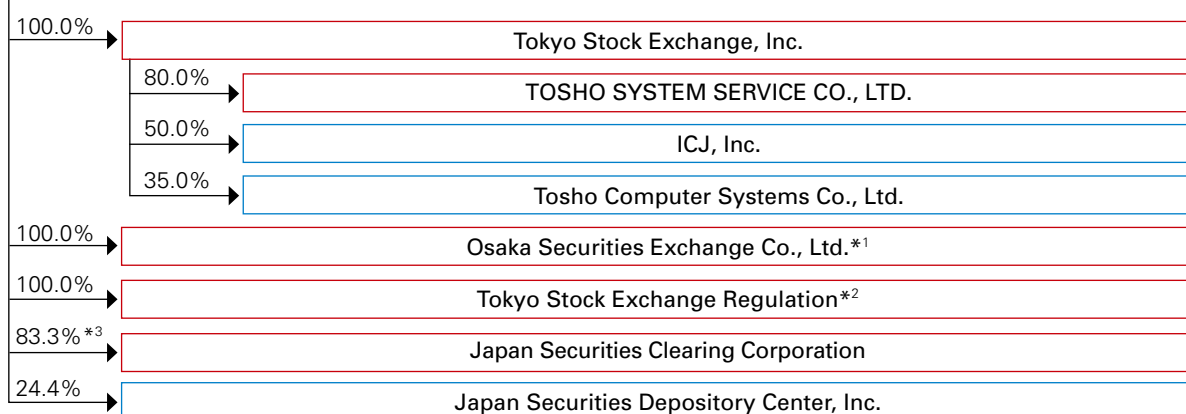 100.0%
Tokyo Stock Exchange, Inc.
80.0%
TOSHO SYSTEM SERVICE CO., LTD.
50.0%
ICJ, Inc.
35.0%
Tosho Computer Systems Co., Ltd.
100.0%
Osaka Securities Exchange Co., Ltd.*1
100.0%
Tokyo Stock Exchange Regulation*2
83.3%*3
Japan Securities Clearing Corporation
24.4%
Japan Securities Depository Center, Inc.